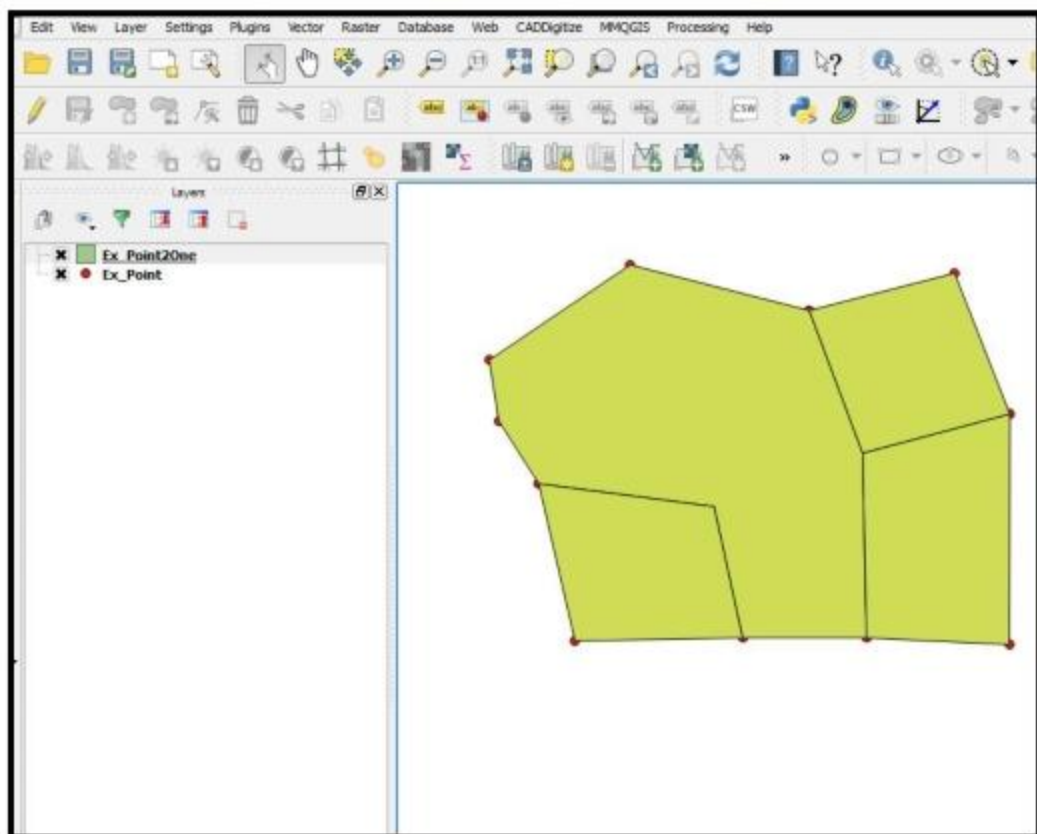 Edit View Layer Settings Plugins Vector Raster Database Web CADDigitize MMQGIS Processing Help
CSW
Layers
Ex_Point2One
Ex_Point